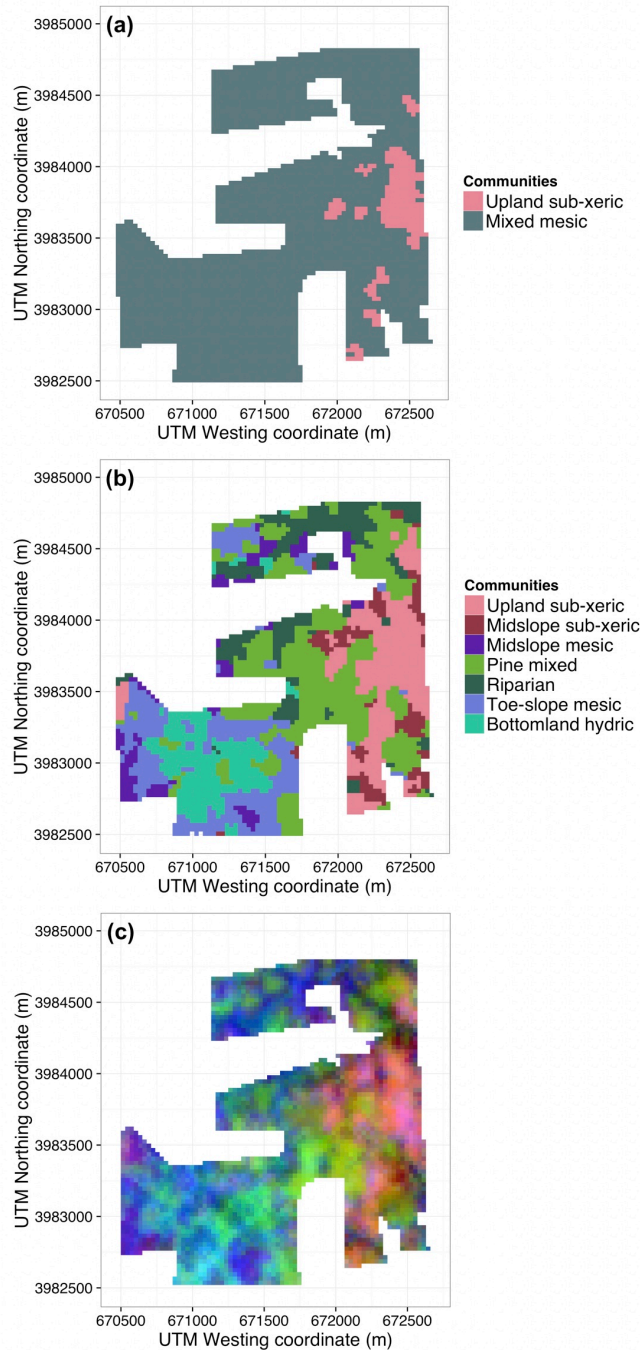 (a)
3985000
3984500
3984000
3983500
3983000
3982500
UTM Northing coordinate (m)
670500 671000 671500 672000 672500
UTM Westing coordinate (m)
Communities
Upland sub-xeric
Mixed mesic
(b)
3985000
3984500
3984000
3983500
3983000
3982500
UTM Northing coordinate (m)
670500 671000 671500 672000 672500
UTM Westing coordinate (m)
Communities
Upland sub-xeric
Midslope sub-xeric
Midslope mesic
Pine mixed
Riparian
Toe-slope mesic
Bottomland hydric
(c)
3985000
3984500
3984000
3983500
3983000
3982500
UTM Northing coordinate (m)
670500 671000 671500 672000 672500
UTM Westing coordinate (m)